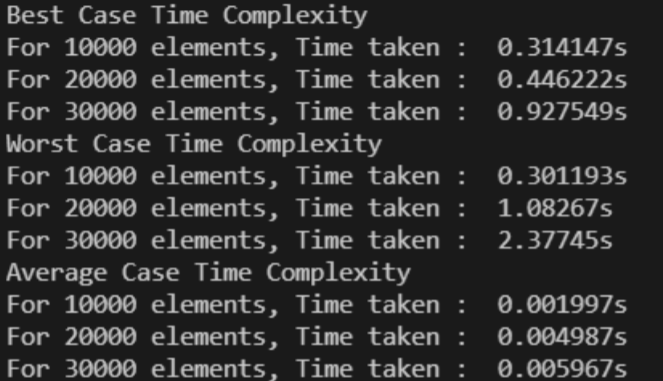 Best Case Time Complexity
For 10000 elements, Time taken :  0.314147s
For 20000 elements, Time taken :  0.446222s
For 30000 elements, Time taken :  0.927549s
Worst Case Time Complexity
For 10000 elements, Time taken :  0.301193s
For 20000 elements, Time taken :  1.08267s
For 30000 elements, Time taken :  2.37745s
Average Case Time Complexity
For 10000 elements, Time taken :  0.001997s
For 20000 elements, Time taken :  0.004987s
For 30000 elements, Time taken :  0.005967s